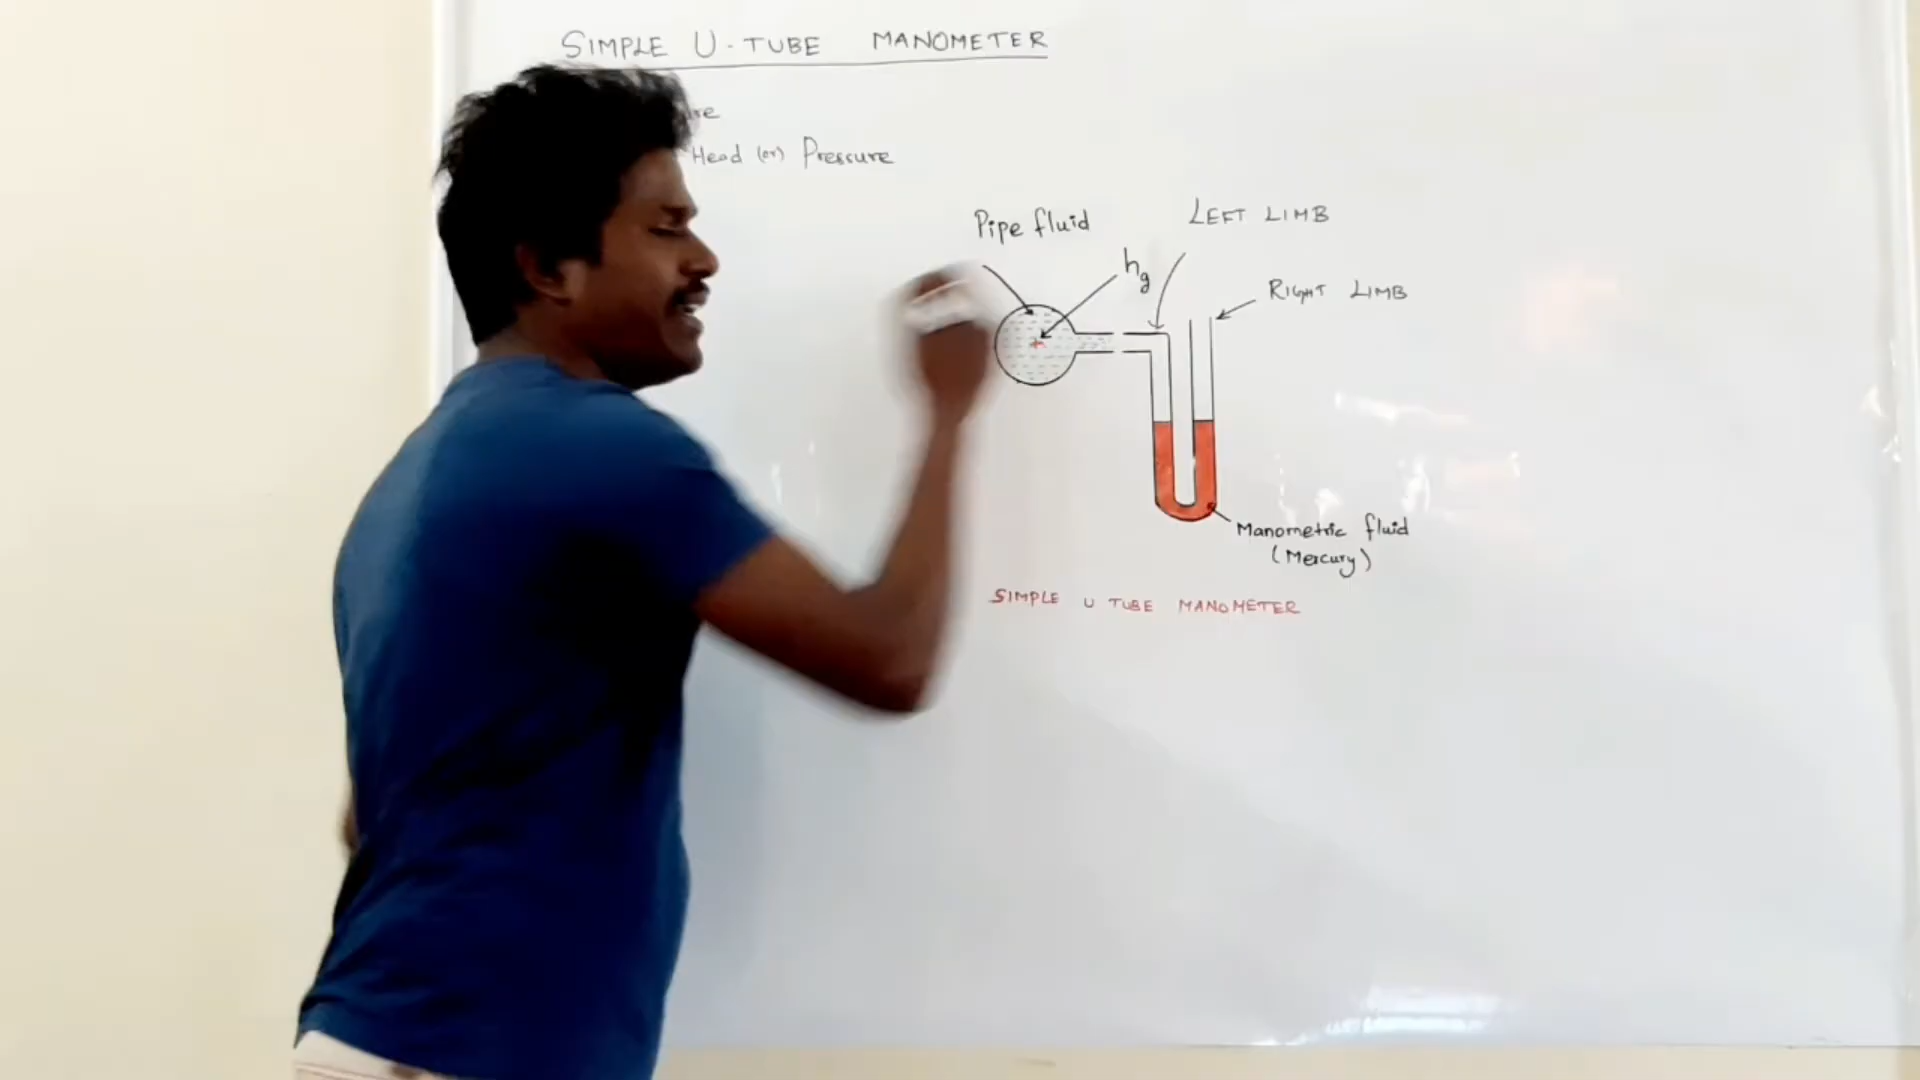 SIMPLE U-TUBE MANOMETER
Head (or) Pressure
Pipe fluid
LEFT LIMB
hg
RIGHT LIMB
Manometric fluid
(Mercury)
SIMPLE U TUBE MANOMETER